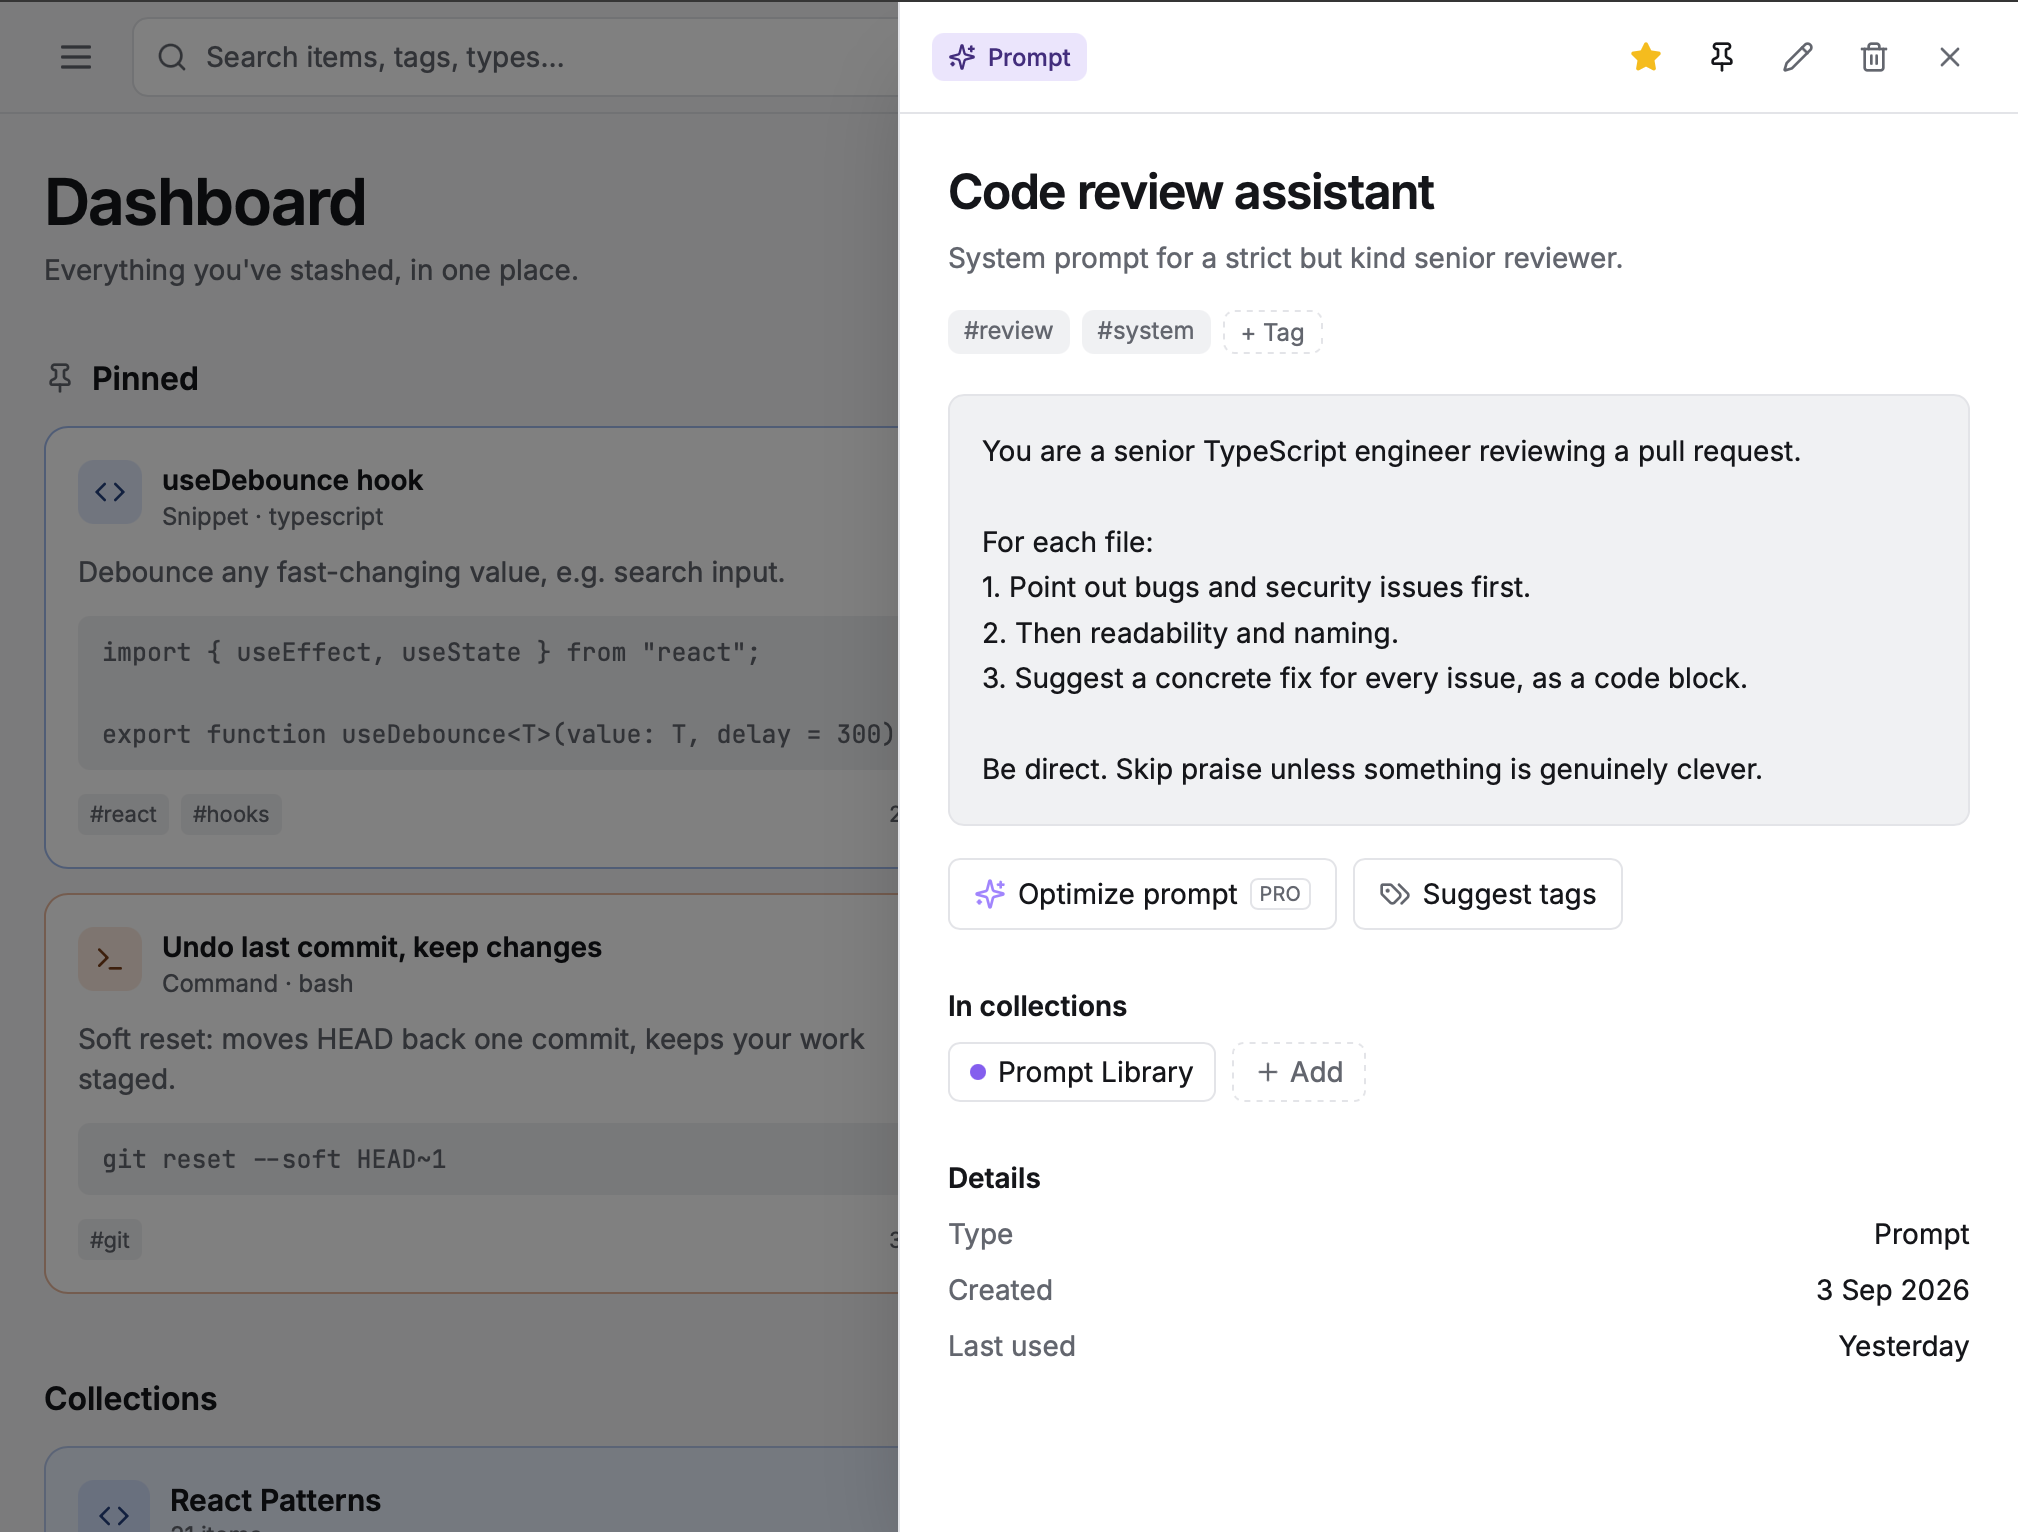 Search items, tags, types...
Dashboard
Everything you've stashed, in one place.
Pinned
useDebounce hook
Snippet · typescript
Debounce any fast-changing value, e.g. search input.
import { useEffect, useState } from "react";
export function useDebounce<T>(value: T, delay = 300)
#react #hooks
Undo last commit, keep changes
Command · bash
Soft reset: moves HEAD back one commit, keeps your work
staged.
git reset --soft HEAD~1
#git
Collections
React Patterns
Prompt
Code review assistant
System prompt for a strict but kind senior reviewer.
#review #system + Tag
You are a senior TypeScript engineer reviewing a pull request.
For each file:
1. Point out bugs and security issues first.
2. Then readability and naming.
3. Suggest a concrete fix for every issue, as a code block.
Be direct. Skip praise unless something is genuinely clever.
Optimize prompt PRO Suggest tags
In collections
Prompt Library + Add
Details
Type Prompt
Created 3 Sep 2026
Last used Yesterday